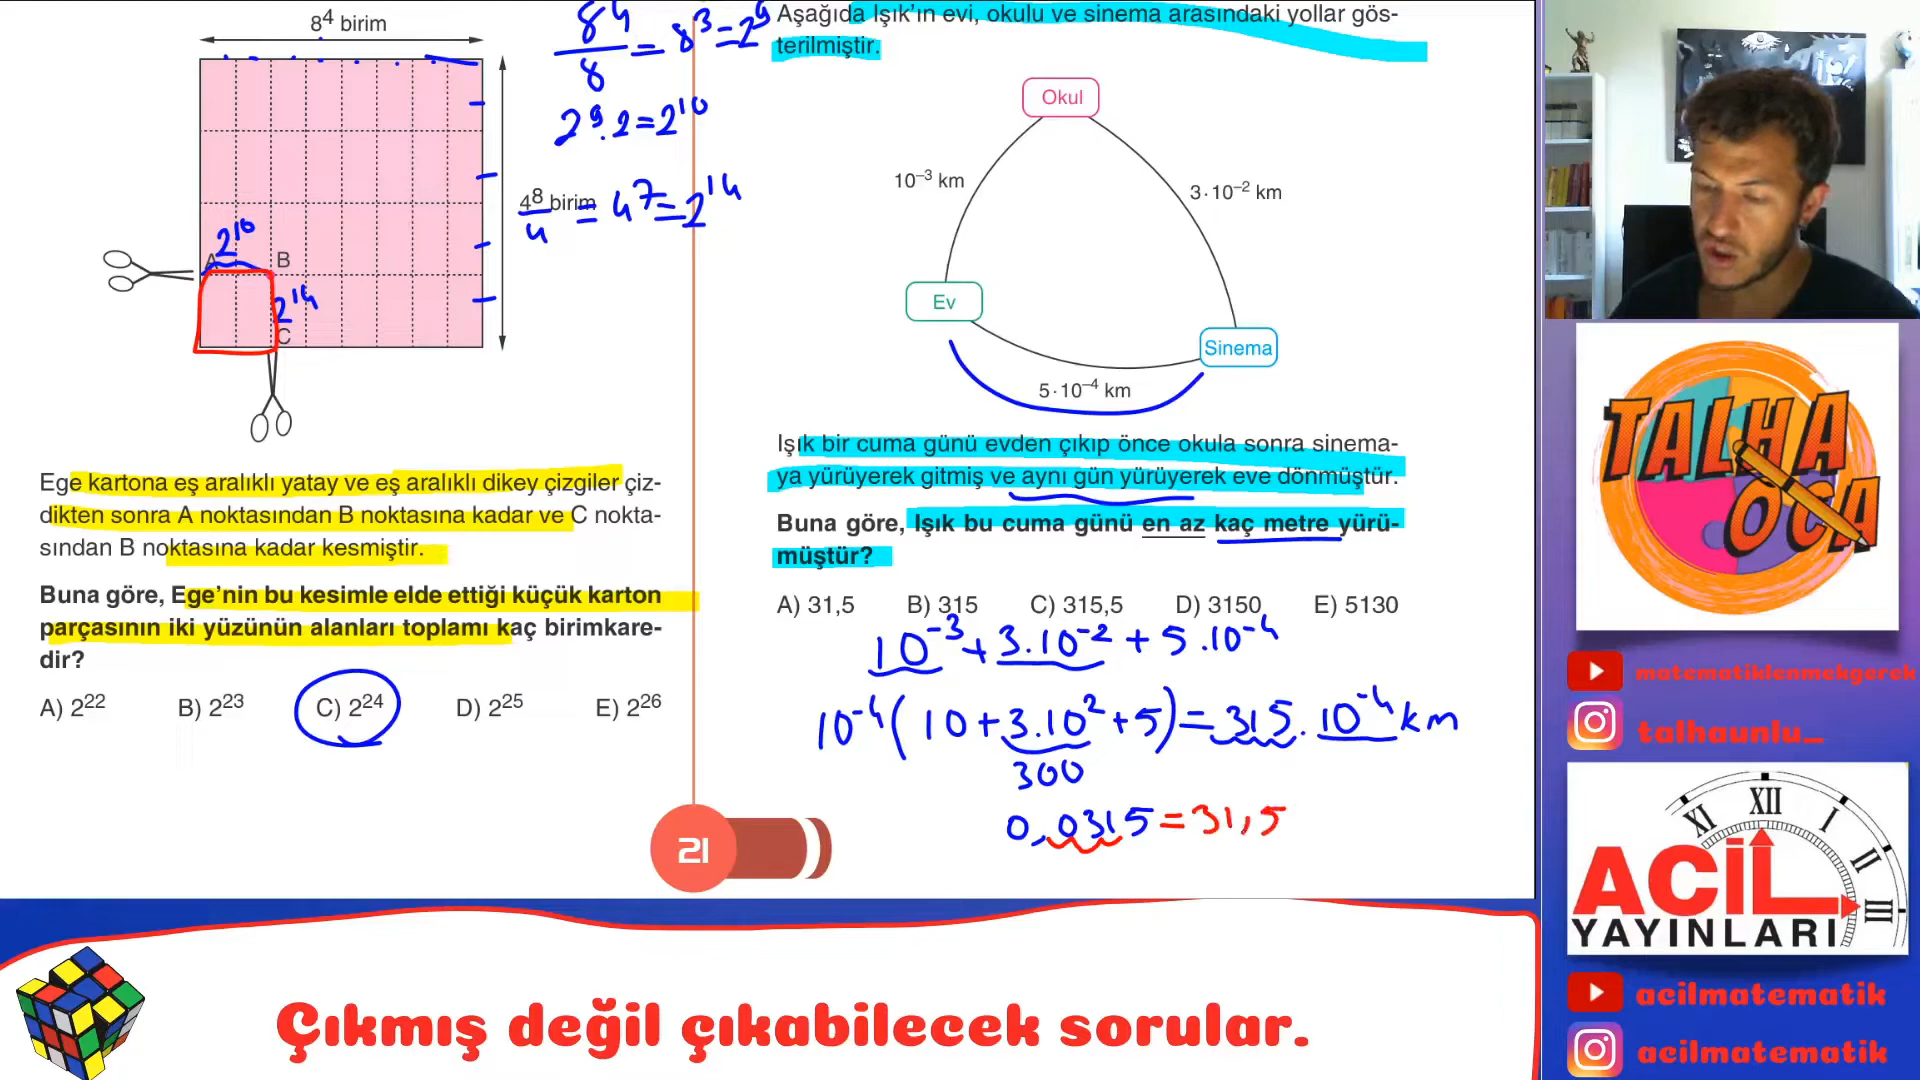 8⁴ birim
8⁴/8 = 8³ = 2⁹
2⁹.2 = 2¹⁰
4⁸ birim
4⁸/4 = 4⁷ = 2¹⁴
2¹⁰
A
B
2¹⁴
C
Ege kartona eş aralıklı yatay ve eş aralıklı dikey çizgiler çiz-
dikten sonra A noktasından B noktasına kadar ve C nokta-
sından B noktasına kadar kesmiştir.
Buna göre, Ege'nin bu kesimle elde ettiği küçük karton
parçasının iki yüzünün alanları toplamı kaç birimkare-
dir?
A) 2²² B) 2²³ C) 2²⁴ D) 2²⁵ E) 2²⁶
Aşağıda Işık'ın evi, okulu ve sinema arasındaki yollar gös-
terilmiştir.
Okul
10⁻³ km
3·10⁻² km
Ev
Sinema
5·10⁻⁴ km
Işık bir cuma günü evden çıkıp önce okula sonra sinema-
ya yürüyerek gitmiş ve aynı gün yürüyerek eve dönmüştür.
Buna göre, Işık bu cuma günü en az kaç metre yürü-
müştür?
A) 31,5 B) 315 C) 315,5 D) 3150 E) 5130
10⁻³ + 3.10⁻² + 5.10⁻⁴
10⁻⁴(10+3.10²+5) = 315.10⁻⁴ km
300
0,0315 = 31,5
21
TALHA
OCA
matematiklenmekgerek
talhaunlu_
XI XII I II III
ACİL
YAYINLARI
acilmatematik
acilmatematik
Çıkmış değil çıkabilecek sorular.